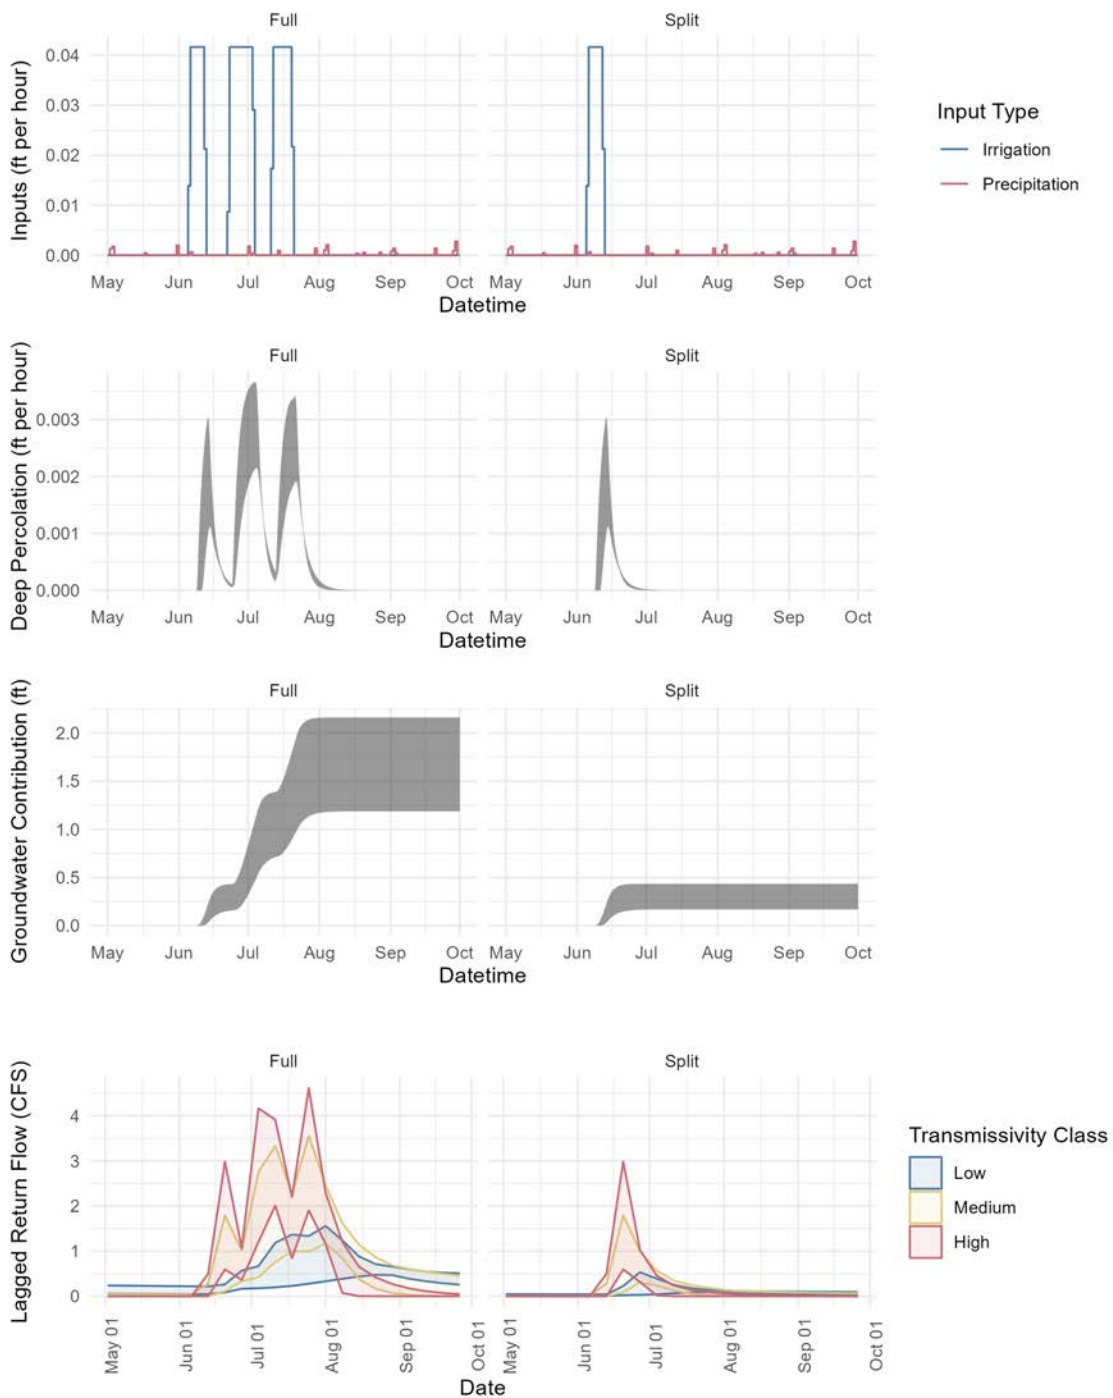 Full Split
Inputs (ft per hour)
0.04
0.03
0.02
0.01
0.00
May Jun Jul Aug Sep Oct May Jun Jul Aug Sep Oct
Datetime
Input Type
Irrigation
Precipitation
Full Split
Deep Percolation (ft per hour)
0.003
0.002
0.001
0.000
May Jun Jul Aug Sep Oct May Jun Jul Aug Sep Oct
Datetime
Full Split
Groundwater Contribution (ft)
2.0
1.5
1.0
0.5
0.0
May Jun Jul Aug Sep Oct May Jun Jul Aug Sep Oct
Datetime
Full Split
Lagged Return Flow (CFS)
4
3
2
1
0
May 01 Jun 01 Jul 01 Aug 01 Sep 01 Oct 01 May 01 Jun 01 Jul 01 Aug 01 Sep 01 Oct 01
Date
Transmissivity Class
Low
Medium
High